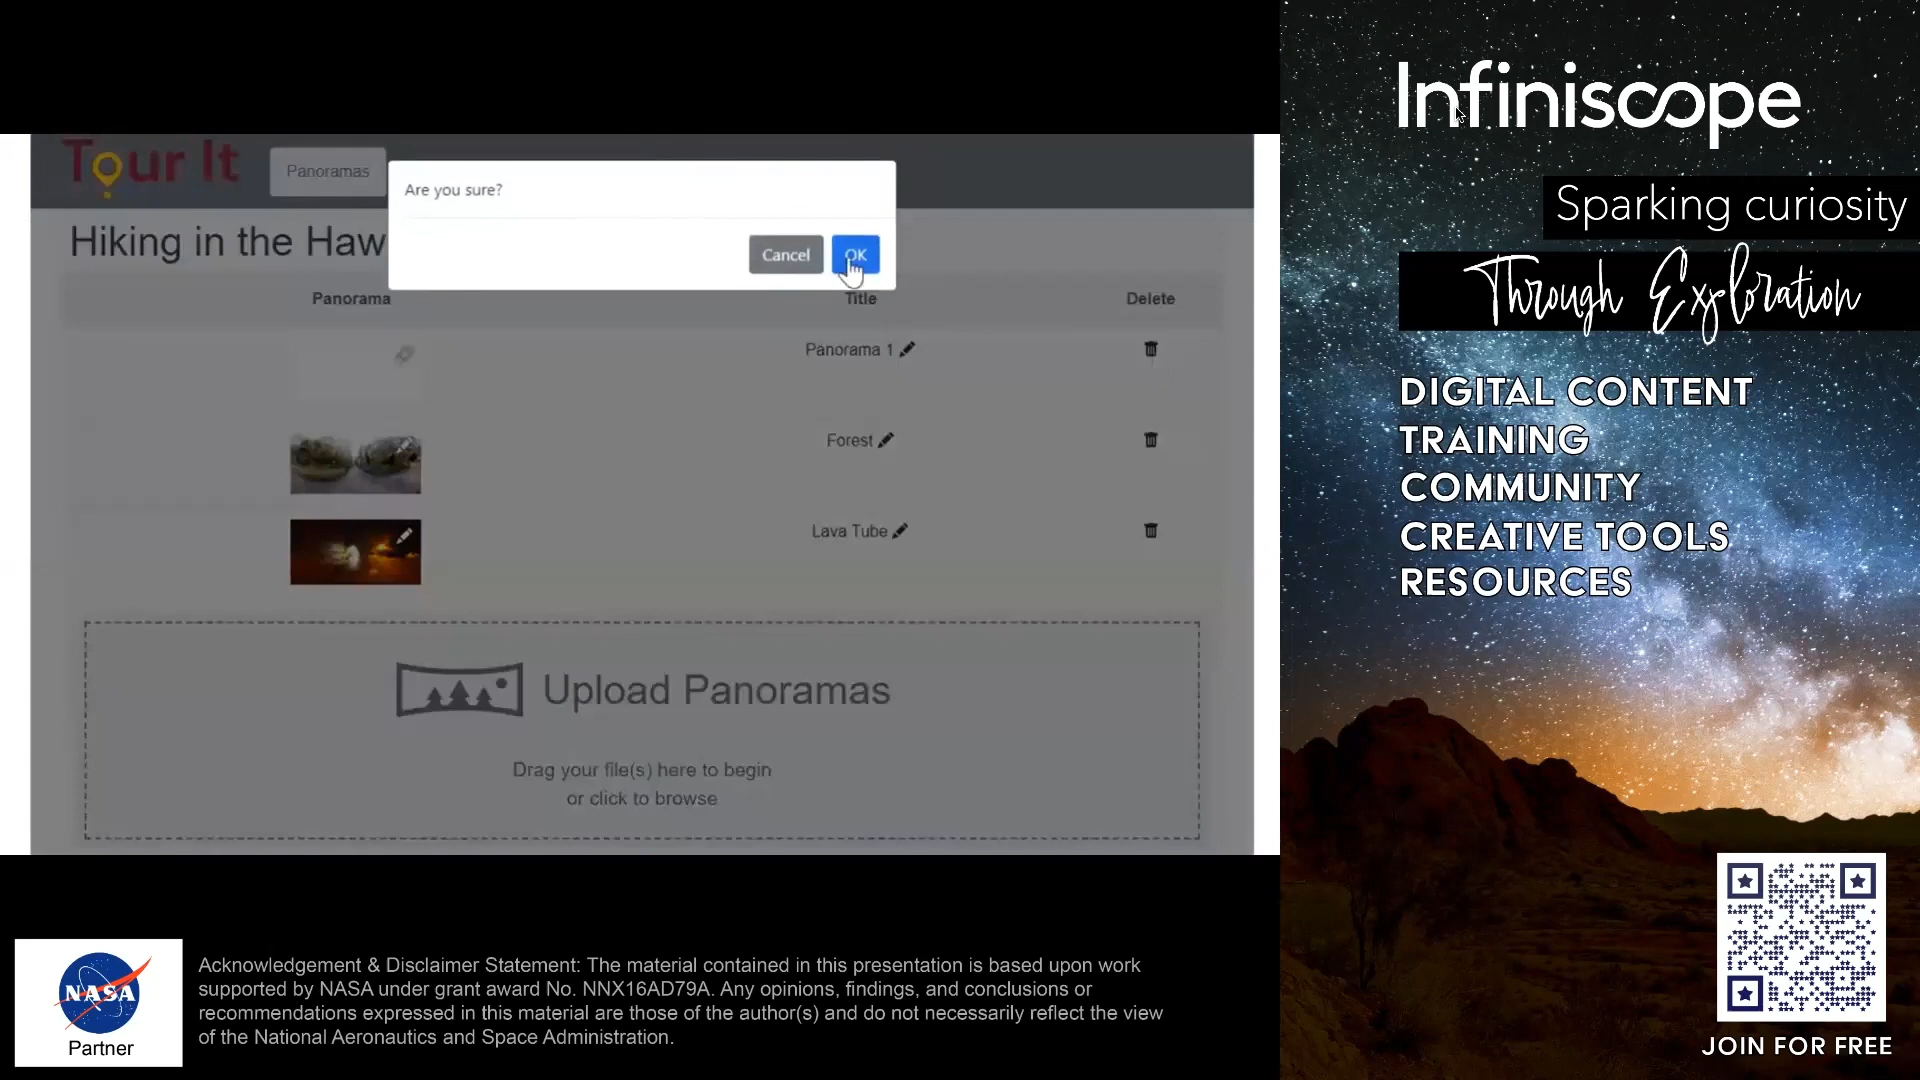 Tour It
Panoramas
Are you sure?
Cancel
OK
Hiking in the Haw
Panorama
Title
Delete
Panorama 1
Forest
Lava Tube
Upload Panoramas
Drag your file(s) here to begin
or click to browse
NASA
Partner
Acknowledgement & Disclaimer Statement: The material contained in this presentation is based upon work
supported by NASA under grant award No. NNX16AD79A. Any opinions, findings, and conclusions or
recommendations expressed in this material are those of the author(s) and do not necessarily reflect the view
of the National Aeronautics and Space Administration.
Infiniscope
Sparking curiosity
Through Exploration
DIGITAL CONTENT
TRAINING
COMMUNITY
CREATIVE TOOLS
RESOURCES
JOIN FOR FREE